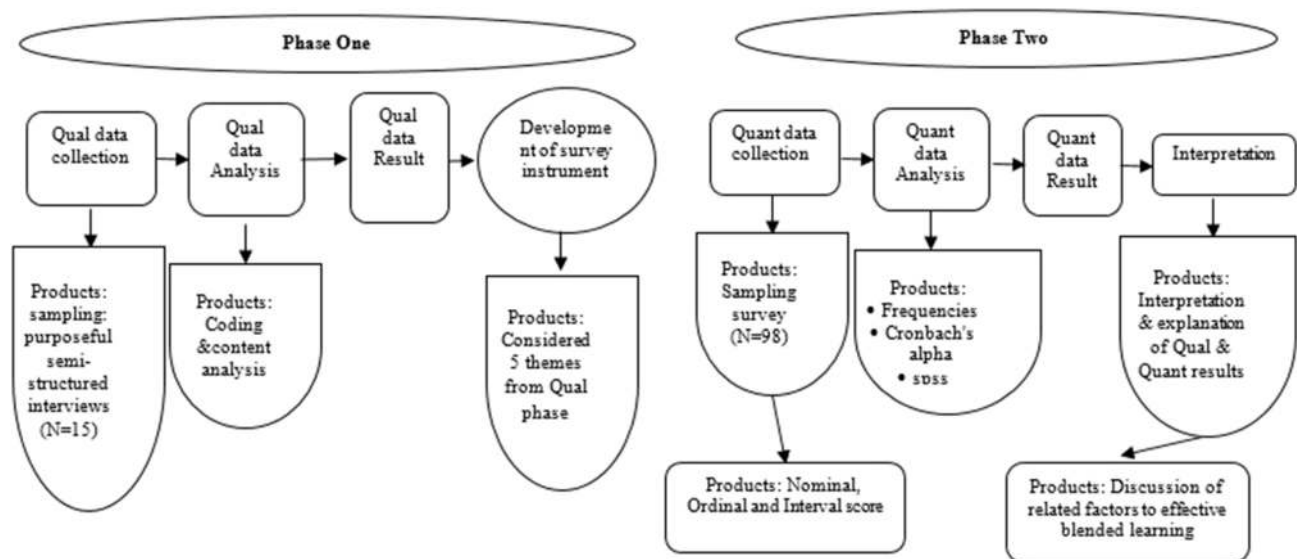 Phase One
Phase Two
Qual data
collection
Qual
data
Analysis
Qual
data
Result
Developme
nt of survey
instrument
Quant data
collection
Quant
data
Analysis
Quant
data
Result
Interpretation
Products:
sampling:
purposeful
semi-
structured
interviews
(N=15)
Products:
Coding
&content
analysis
Products:
Considered
5 themes
from Qual
phase
Products:
Sampling
survey
(N=98)
Products:
• Frequencies
• Cronbach's
alpha
• spss
Products:
Interpretation
& explanation
of Qual &
Quant results
Products: Nominal,
Ordinal and Interval score
Products: Discussion of
related factors to effective
blended learning